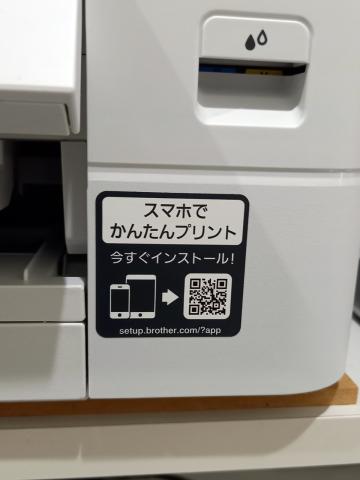 スマホで
かんたんプリント
今すぐインストール!
setup.brother.com/?app